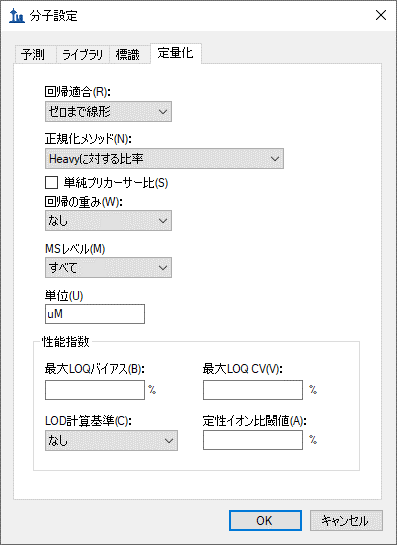 分子設定
予測 ライブラリ 標識 定量化
回帰適合(R):
ゼロまで線形
正規化メソッド(N):
Heavyに対する比率
単純プリカーサー比(S)
回帰の重み(W):
なし
MSレベル(M)
すべて
単位(U)
uM
性能指数
最大LOQバイアス(B): 最大LOQ CV(V):
% %
LOD計算基準(C): 定性イオン比閾値(A):
なし %
OK キャンセル